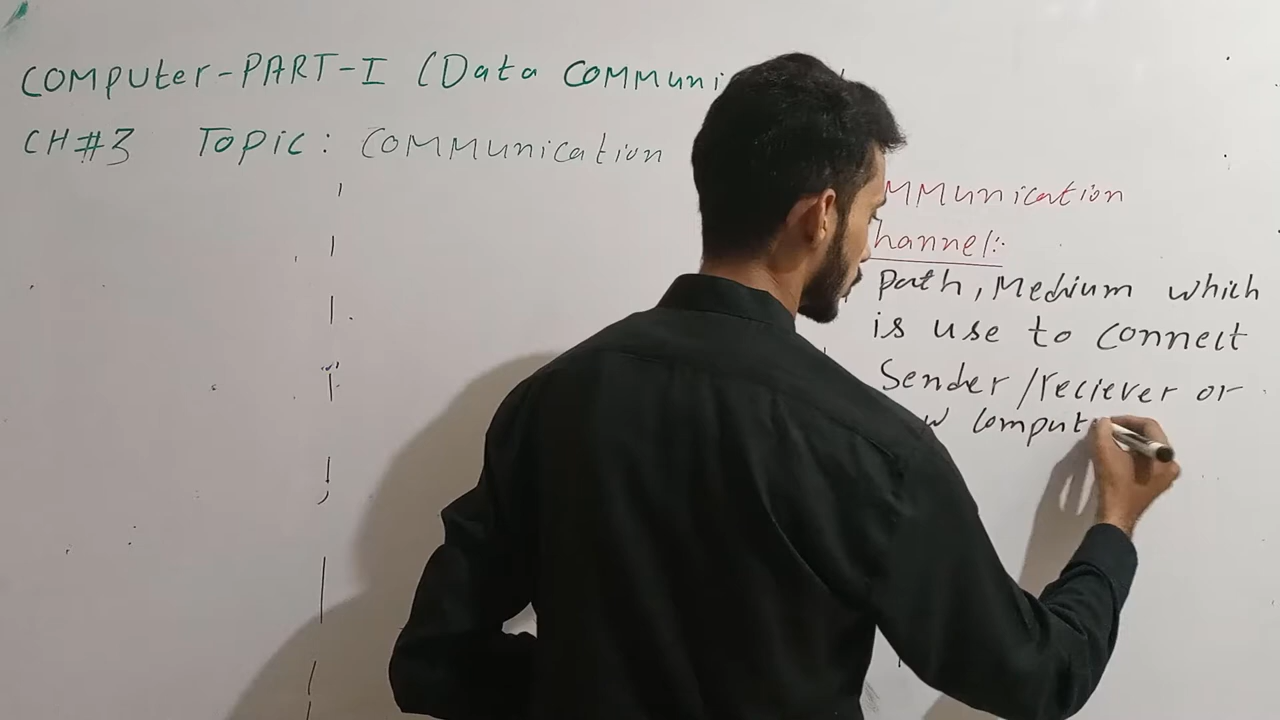 COMPUter-PART-I (Data COMMUni
CH#3 TOPIC: COMMUnication
MMUnication
hannel:
Path, Medium which
is use to Connect
Sender/reciever or
w Comput